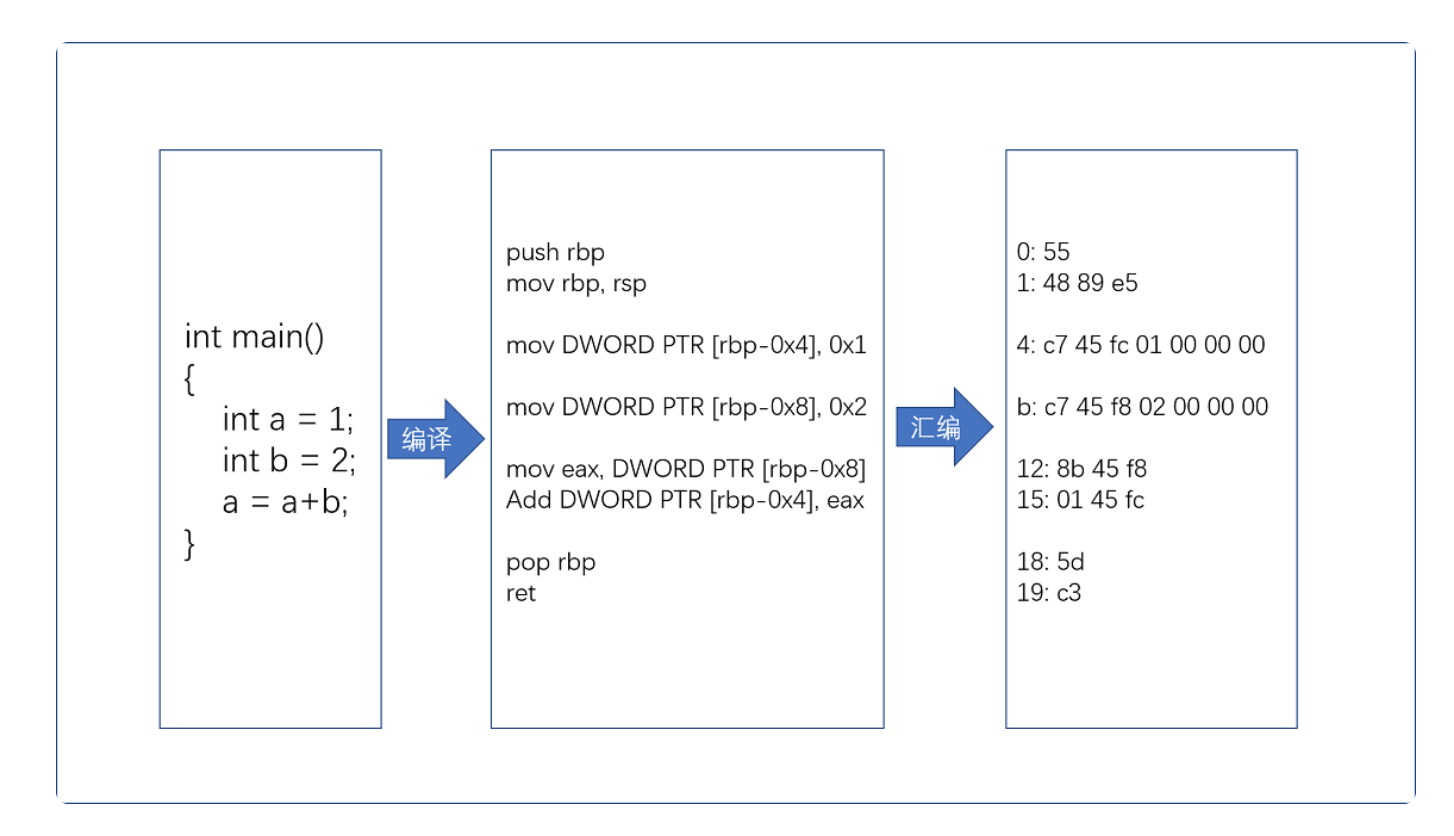 int main()
{
int a = 1;
int b = 2;
a = a+b;
}
编译
push rbp
mov rbp, rsp
mov DWORD PTR [rbp-0x4], 0x1
mov DWORD PTR [rbp-0x8], 0x2
mov eax, DWORD PTR [rbp-0x8]
Add DWORD PTR [rbp-0x4], eax
pop rbp
ret
汇编
0: 55
1: 48 89 e5
4: c7 45 fc 01 00 00 00
b: c7 45 f8 02 00 00 00
12: 8b 45 f8
15: 01 45 fc
18: 5d
19: c3